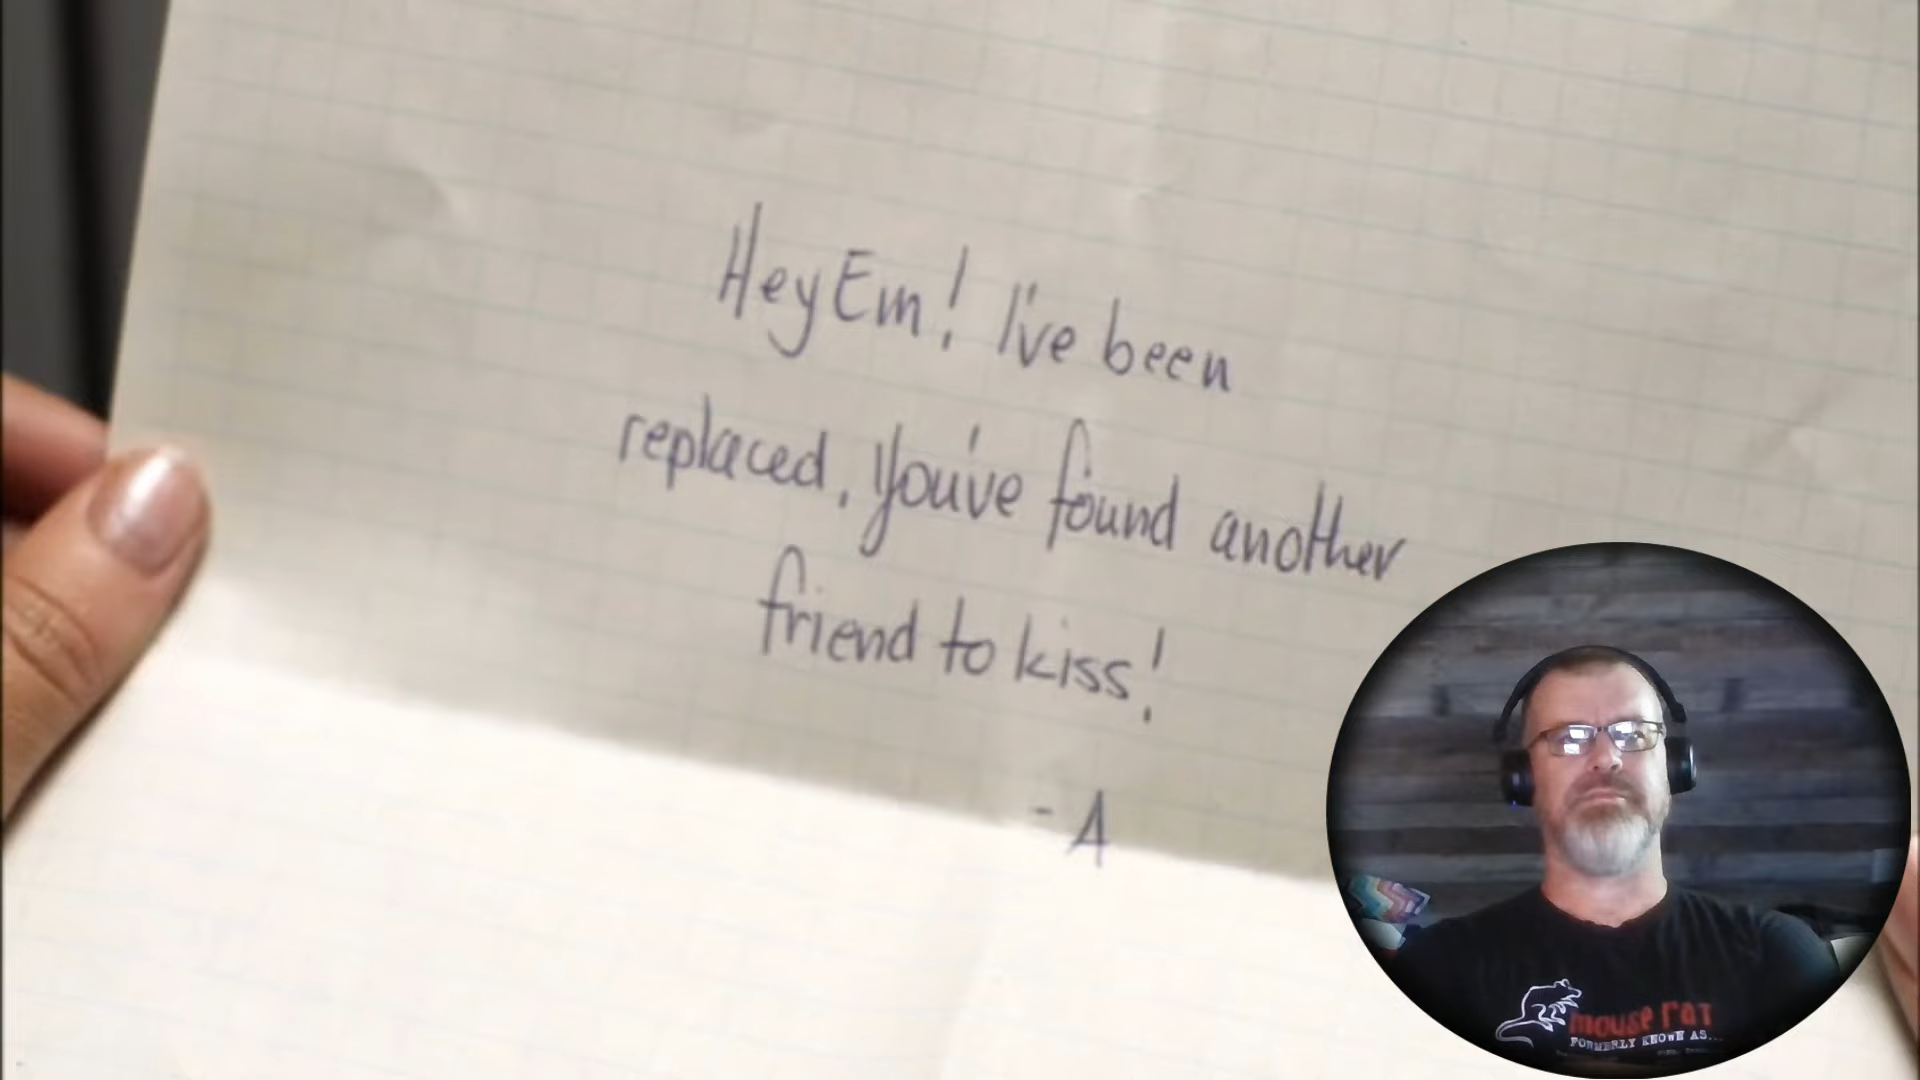 Hey Em! I've been
replaced, you've found another
friend to kiss!
- A
mouse rat
FORMERLY KNOWN AS...